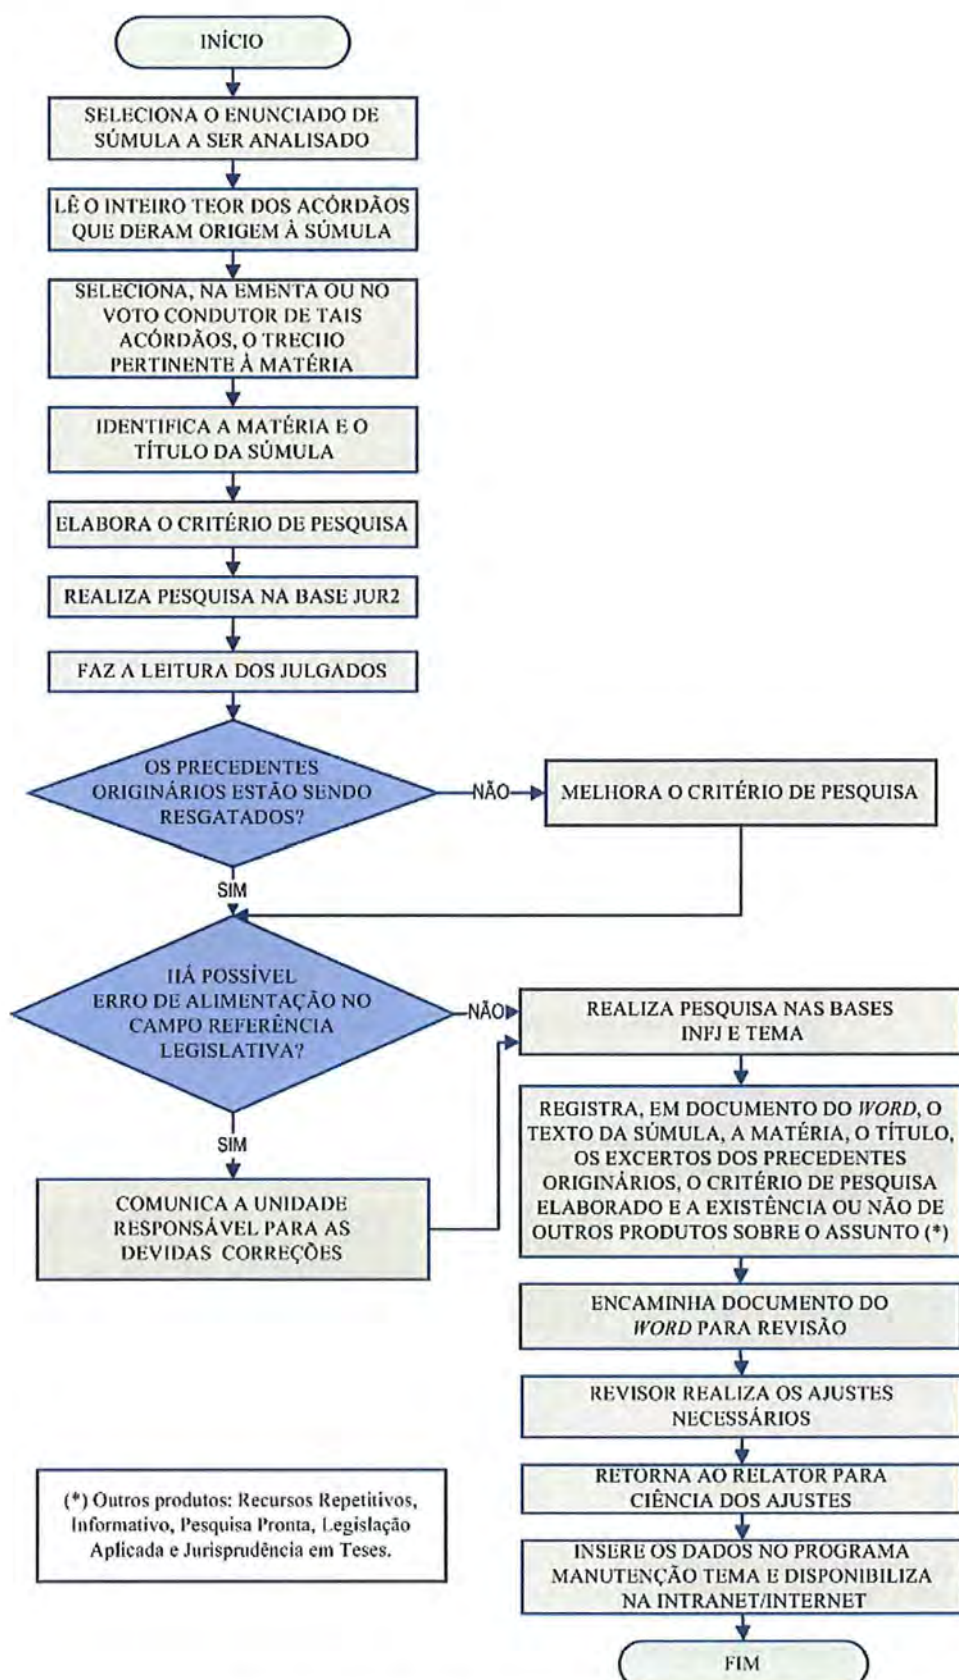 INÍCIO
SELECIONA O ENUNCIADO DE
SÚMULA A SER ANALISADO
LÊ O INTEIRO TEOR DOS ACÓRDÃOS
QUE DERAM ORIGEM À SÚMULA
SELECIONA, NA EMENTA OU NO
VOTO CONDUTOR DE TAIS
ACÓRDÃOS, O TRECHO
PERTINENTE À MATÉRIA
IDENTIFICA A MATÉRIA E O
TÍTULO DA SÚMULA
ELABORA O CRITÉRIO DE PESQUISA
REALIZA PESQUISA NA BASE JUR2
FAZ A LEITURA DOS JULGADOS
OS PRECEDENTES
ORIGINÁRIOS ESTÃO SENDO
RESGATADOS?
NÃO
MELHORA O CRITÉRIO DE PESQUISA
SIM
HÁ POSSÍVEL
ERRO DE ALIMENTAÇÃO NO
CAMPO REFERÊNCIA
LEGISLATIVA?
NÃO
REALIZA PESQUISA NAS BASES
INFJ E TEMA
SIM
COMUNICA A UNIDADE
RESPONSÁVEL PARA AS
DEVIDAS CORREÇÕES
REGISTRA, EM DOCUMENTO DO WORD, O
TEXTO DA SÚMULA, A MATÉRIA, O TÍTULO,
OS EXCERTOS DOS PRECEDENTES
ORIGINÁRIOS, O CRITÉRIO DE PESQUISA
ELABORADO E A EXISTÊNCIA OU NÃO DE
OUTROS PRODUTOS SOBRE O ASSUNTO (*)
ENCAMINHA DOCUMENTO DO
WORD PARA REVISÃO
REVISOR REALIZA OS AJUSTES
NECESSÁRIOS
RETORNA AO RELATOR PARA
CIÊNCIA DOS AJUSTES
INSERE OS DADOS NO PROGRAMA
MANUTENÇÃO TEMA E DISPONIBILIZA
NA INTRANET/INTERNET
FIM
(*) Outros produtos: Recursos Repetitivos,
Informativo, Pesquisa Pronta, Legislação
Aplicada e Jurisprudência em Teses.